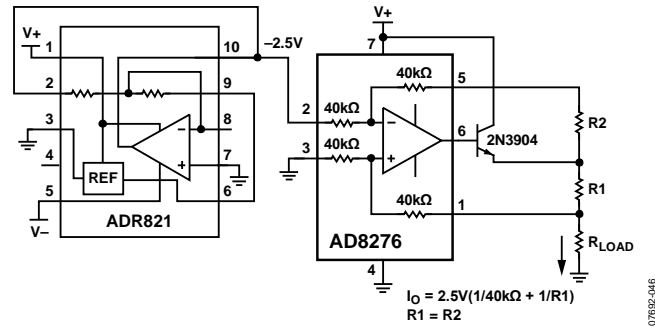 V+
1
10
–2.5V
2
9
3
8
4
7
REF
5
6
V–
ADR821
V+
7
40kΩ
5
2
40kΩ
3
40kΩ
6
2N3904
R2
R1
40kΩ
1
AD8276
RLOAD
4
IO = 2.5V(1/40kΩ + 1/R1)
R1 = R2
07692-046